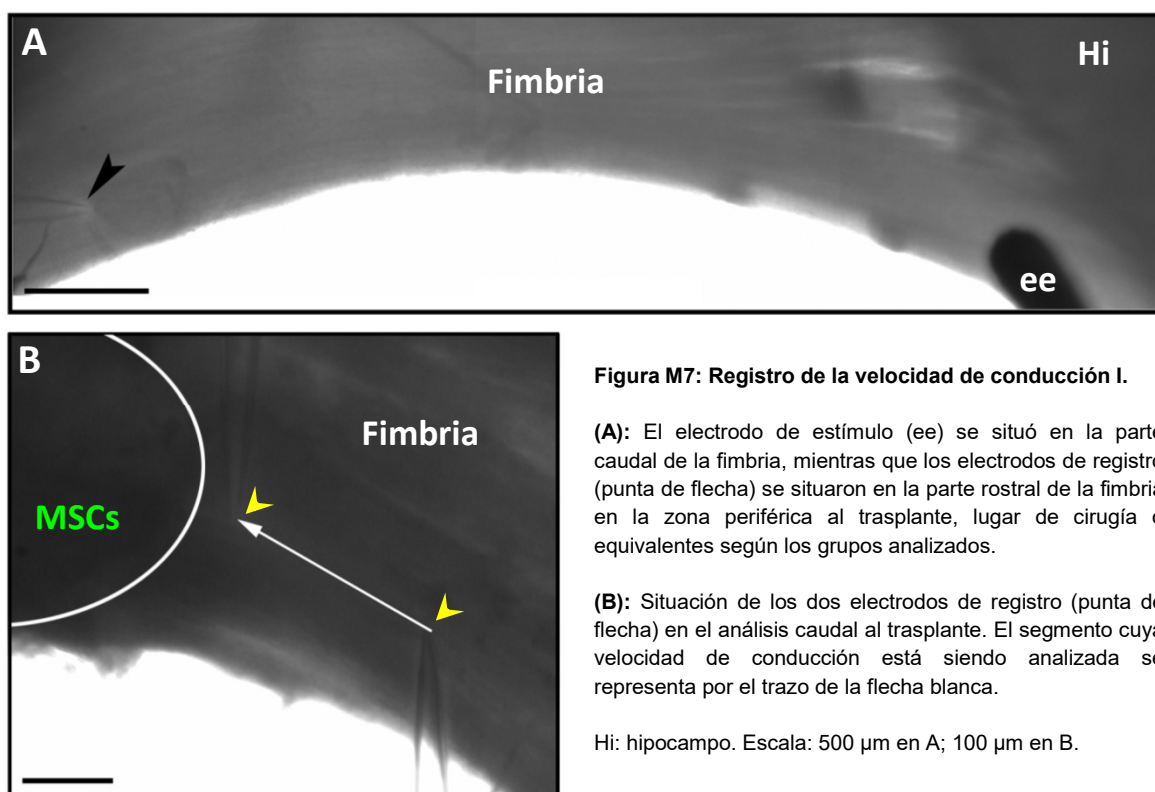 A
Fimbria
Hi
ee
B
Fimbria
MSCs
Figura M7: Registro de la velocidad de conducción I.
(A): El electrodo de estímulo (ee) se situó en la parte
caudal de la fimbria, mientras que los electrodos de registro
(punta de flecha) se situaron en la parte rostral de la fimbria
en la zona periférica al trasplante, lugar de cirugía o
equivalentes según los grupos analizados.
(B): Situación de los dos electrodos de registro (punta de
flecha) en el análisis caudal al trasplante. El segmento cuya
velocidad de conducción está siendo analizada se
representa por el trazo de la flecha blanca.
Hi: hipocampo. Escala: 500 µm en A; 100 µm en B.